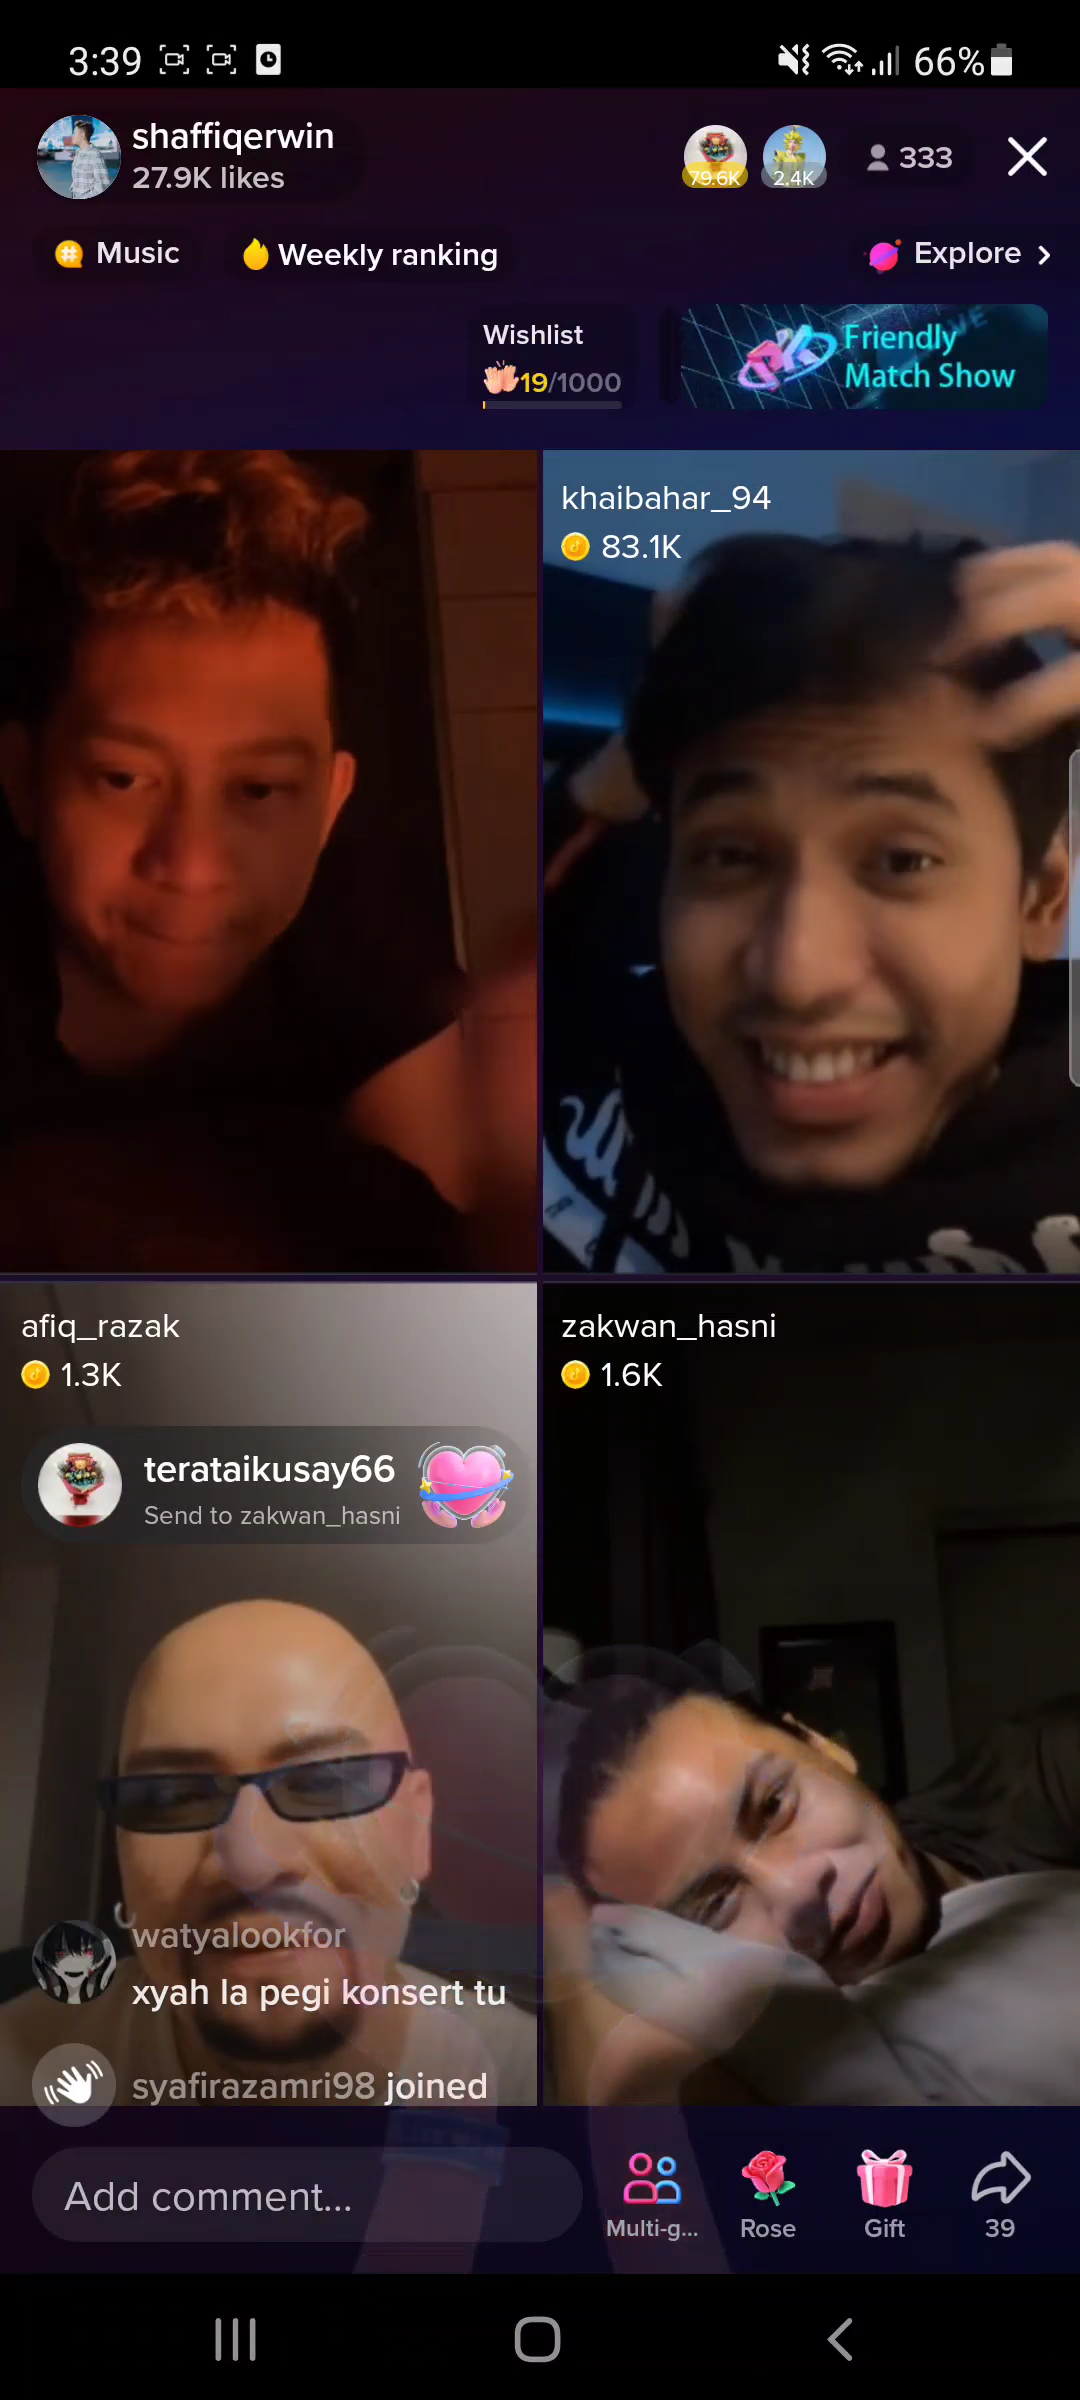 3:39
66%
shaffiqerwin
27.9K likes
79.6K
2.4K
333
Music
Weekly ranking
Explore
Wishlist
19/1000
Friendly
Match Show
khaibahar_94
83.1K
afiq_razak
1.3K
zakwan_hasni
1.6K
terataikusay66
Send to zakwan_hasni
watyalookfor
xyah la pegi konsert tu
syafirazamri98 joined
Add comment...
Multi-g...
Rose
Gift
39